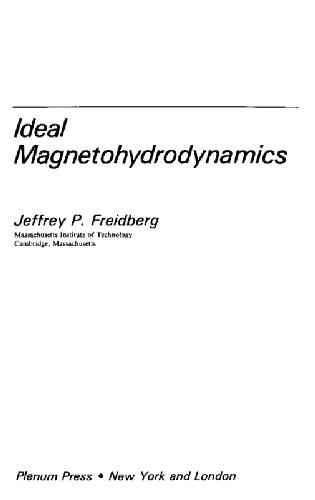 Ideal
Magnetohydrodynamics
Jeffrey P. Freidberg
Massachusetts Institute of Technology
Cambridge, Massachusetts
Plenum Press • New York and London